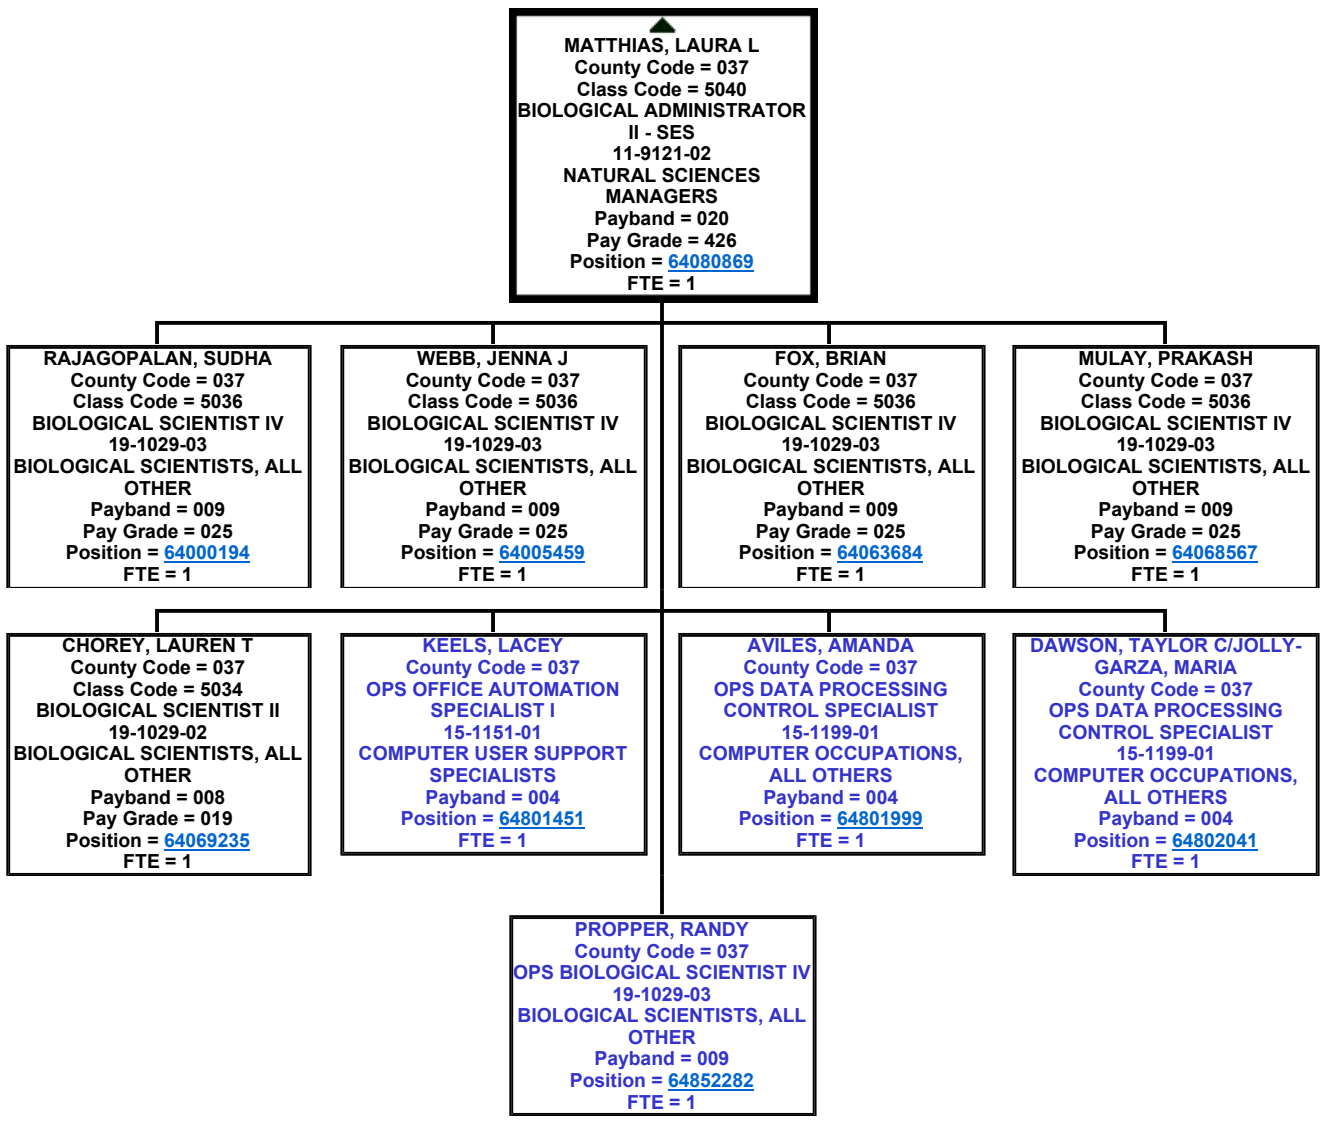 MATTHIAS, LAURA L
County Code = 037
Class Code = 5040
BIOLOGICAL ADMINISTRATOR
II - SES
11-9121-02
NATURAL SCIENCES
MANAGERS
Payband = 020
Pay Grade = 426
Position = 64080869
FTE = 1
RAJAGOPALAN, SUDHA
County Code = 037
Class Code = 5036
BIOLOGICAL SCIENTIST IV
19-1029-03
BIOLOGICAL SCIENTISTS, ALL
OTHER
Payband = 009
Pay Grade = 025
Position = 64000194
FTE = 1
WEBB, JENNA J
County Code = 037
Class Code = 5036
BIOLOGICAL SCIENTIST IV
19-1029-03
BIOLOGICAL SCIENTISTS, ALL
OTHER
Payband = 009
Pay Grade = 025
Position = 64005459
FTE = 1
FOX, BRIAN
County Code = 037
Class Code = 5036
BIOLOGICAL SCIENTIST IV
19-1029-03
BIOLOGICAL SCIENTISTS, ALL
OTHER
Payband = 009
Pay Grade = 025
Position = 64063684
FTE = 1
MULAY, PRAKASH
County Code = 037
Class Code = 5036
BIOLOGICAL SCIENTIST IV
19-1029-03
BIOLOGICAL SCIENTISTS, ALL
OTHER
Payband = 009
Pay Grade = 025
Position = 64068567
FTE = 1
CHOREY, LAUREN T
County Code = 037
Class Code = 5034
BIOLOGICAL SCIENTIST II
19-1029-02
BIOLOGICAL SCIENTISTS, ALL
OTHER
Payband = 008
Pay Grade = 019
Position = 64069235
FTE = 1
KEELS, LACEY
County Code = 037
OPS OFFICE AUTOMATION
SPECIALIST I
15-1151-01
COMPUTER USER SUPPORT
SPECIALISTS
Payband = 004
Position = 64801451
FTE = 1
AVILES, AMANDA
County Code = 037
OPS DATA PROCESSING
CONTROL SPECIALIST
15-1199-01
COMPUTER OCCUPATIONS,
ALL OTHERS
Payband = 004
Position = 64801999
FTE = 1
DAWSON, TAYLOR C/JOLLY-
GARZA, MARIA
County Code = 037
OPS DATA PROCESSING
CONTROL SPECIALIST
15-1199-01
COMPUTER OCCUPATIONS,
ALL OTHERS
Payband = 004
Position = 64802041
FTE = 1
PROPPER, RANDY
County Code = 037
OPS BIOLOGICAL SCIENTIST IV
19-1029-03
BIOLOGICAL SCIENTISTS, ALL
OTHER
Payband = 009
Position = 64852282
FTE = 1